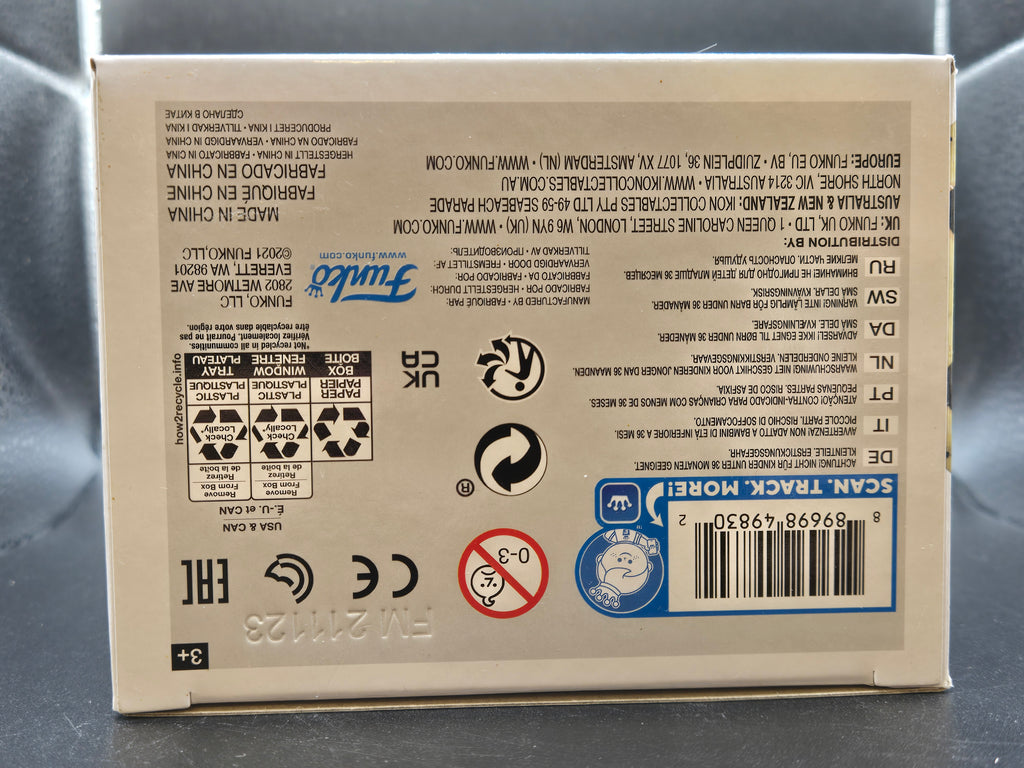 8 89698 49830 2
SCAN. TRACK. MORE!
0-3
FM 211123
3+
DE
ACHTUNG! NICHT FÜR KINDER UNTER 36 MONATEN GEEIGNET.
KLEINTEILE. ERSTICKUNGSGEFAHR.
IT
AVVERTENZA! NON ADATTO A BAMBINI DI ETÀ INFERIORE A 36 MESI.
PICCOLE PARTI. RISCHIO DI SOFFOCAMENTO.
PT
ATENÇÃO! CONTRA-INDICADO PARA CRIANÇAS COM MENOS DE 36 MESES.
PEQUENAS PARTES. RISCO DE ASFIXIA.
NL
WAARSCHUWING! NIET GESCHIKT VOOR KINDEREN JONGER DAN 36 MAANDEN.
KLEINE ONDERDELEN. VERSTIKKINGSGEVAAR.
DA
ADVARSEL! IKKE EGNET TIL BØRN UNDER 36 MÅNEDER.
SMÅ DELE. KVÆLNINGSFARE.
SW
VARNING! INTE LÄMPLIG FÖR BARN UNDER 36 MÅNADER.
SMÅ DELAR. KVÄVNINGSRISK.
RU
ВНИМАНИЕ! НЕ ПРИГОДНО ДЛЯ ДЕТЕЙ МЛАДШЕ 36 МЕСЯЦЕВ.
МЕЛКИЕ ЧАСТИ. ОПАСНОСТЬ УДУШЬЯ.
DISTRIBUTION BY:
UK: FUNKO UK, LTD • 1 QUEEN CAROLINE STREET, LONDON, W6 9YN (UK) • WWW.FUNKO.COM
AUSTRALIA & NEW ZEALAND: IKON COLLECTABLES PTY LTD • 49-59 SEABEACH PARADE
NORTH SHORE, VIC 3214 AUSTRALIA • WWW.IKONCOLLECTABLES.COM.AU
EUROPE: FUNKO EU, BV • ZUIDPLEIN 36, 1077 XV, AMSTERDAM (NL) • WWW.FUNKO.COM
®
CE
EAC
UK
CA
USA & CAN
É.-U. et CAN
Remove
From Box
Retirez
de la boîte
Remove
From Box
Retirez
de la boîte
Check
Locally*
Check
Locally*
PAPER
PAPIER
PLASTIC
PLASTIQUE
PLASTIC
PLASTIQUE
BOX
BOÎTE
WINDOW
FENÊTRE
TRAY
PLATEAU
how2recycle.info
*Not recycled in all communities.
Vérifiez localement. Pourrait ne pas
être recyclable dans votre région.
MANUFACTURED BY • FABRIQUÉ PAR:
FABRICADO POR • HERGESTELLT DURCH:
FABRICATO DA • FABRICADO POR:
VERVAARDIGD DOOR • FREMSTILLET AF:
TILLVERKAD AV • ПРОИЗВОДИТЕЛЬ:
Funko
www.funko.com
FUNKO, LLC
2802 WETMORE AVE
EVERETT, WA 98201
©2021 FUNKO,LLC
MADE IN CHINA
FABRIQUÉ EN CHINE
FABRICADO EN CHINA
HERGESTELLT IN CHINA • FABBRICATO IN CINA
FABRICADO NA CHINA • VERVAARDIGD IN CHINA
PRODUCERET I KINA • TILLVERKAD I KINA
СДЕЛАНО В КИТАЕ